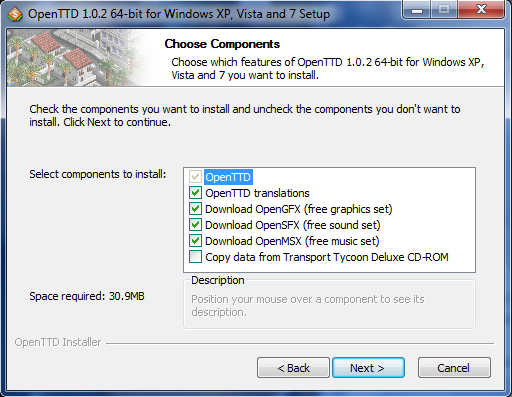 OpenTTD 1.0.2 64-bit for Windows XP, Vista and 7 Setup
Choose Components
Choose which features of OpenTTD 1.0.2 64-bit for Windows XP,
Vista and 7 you want to install.
Check the components you want to install and uncheck the components you don't want to
install. Click Next to continue.
Select components to install:
OpenTTD
OpenTTD translations
Download OpenGFX (free graphics set)
Download OpenSFX (free sound set)
Download OpenMSX (free music set)
Copy data from Transport Tycoon Deluxe CD-ROM
Space required: 30.9MB
Description
Position your mouse over a component to see its
description.
OpenTTD Installer
< Back
Next >
Cancel